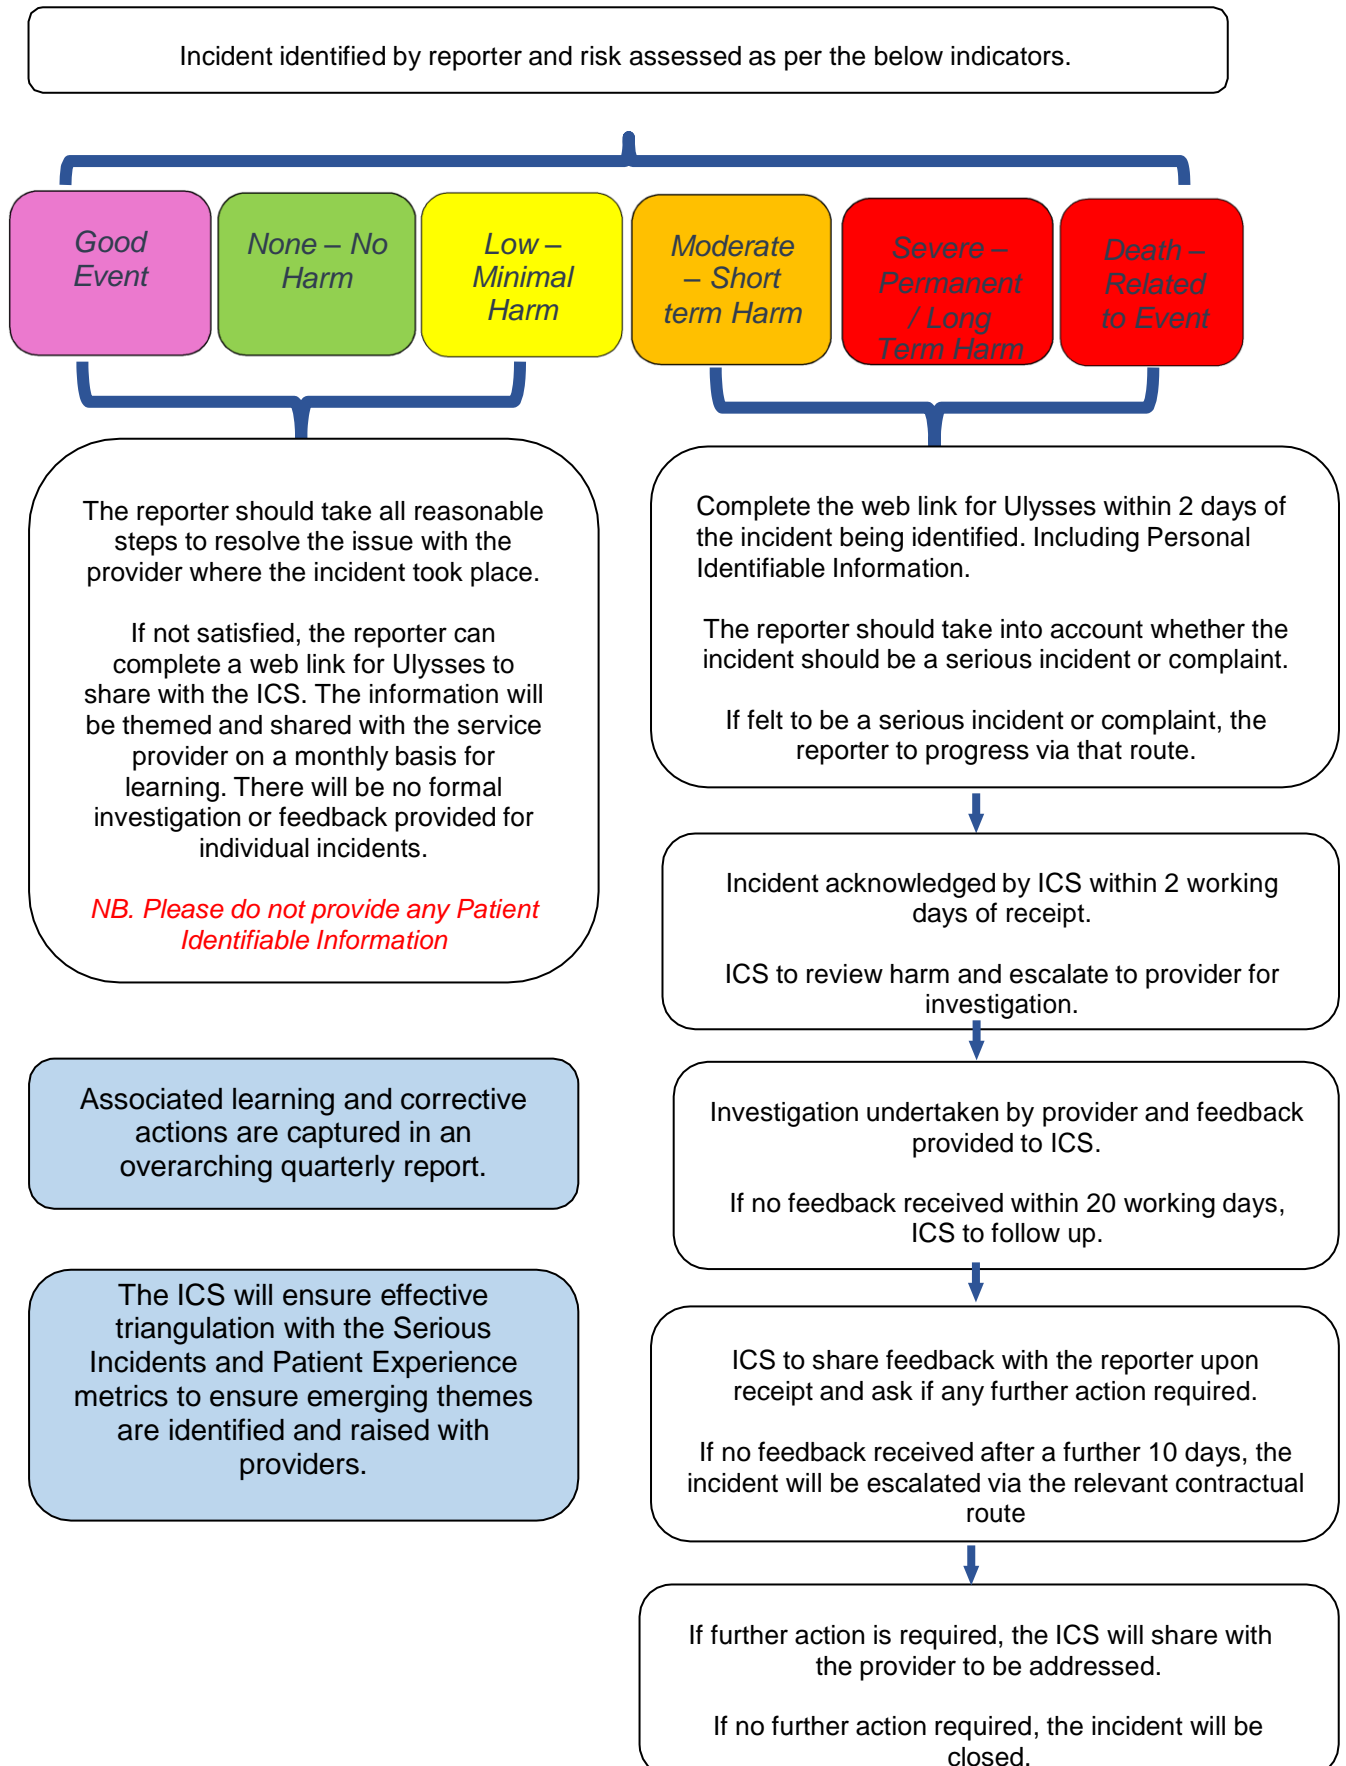 Incident identified by reporter and risk assessed as per the below indicators.
Good
Event
None – No
Harm
Low –
Minimal
Harm
Moderate
– Short
term Harm
Severe –
Permanent
/ Long
Term Harm
Death –
Related
to Event
The reporter should take all reasonable
steps to resolve the issue with the
provider where the incident took place.
If not satisfied, the reporter can
complete a web link for Ulysses to
share with the ICS. The information will
be themed and shared with the service
provider on a monthly basis for
learning. There will be no formal
investigation or feedback provided for
individual incidents.
NB. Please do not provide any Patient
Identifiable Information
Associated learning and corrective
actions are captured in an
overarching quarterly report.
The ICS will ensure effective
triangulation with the Serious
Incidents and Patient Experience
metrics to ensure emerging themes
are identified and raised with
providers.
Complete the web link for Ulysses within 2 days of
the incident being identified. Including Personal
Identifiable Information.
The reporter should take into account whether the
incident should be a serious incident or complaint.
If felt to be a serious incident or complaint, the
reporter to progress via that route.
Incident acknowledged by ICS within 2 working
days of receipt.
ICS to review harm and escalate to provider for
investigation.
Investigation undertaken by provider and feedback
provided to ICS.
If no feedback received within 20 working days,
ICS to follow up.
ICS to share feedback with the reporter upon
receipt and ask if any further action required.
If no feedback received after a further 10 days, the
incident will be escalated via the relevant contractual
route
If further action is required, the ICS will share with
the provider to be addressed.
If no further action required, the incident will be
closed.